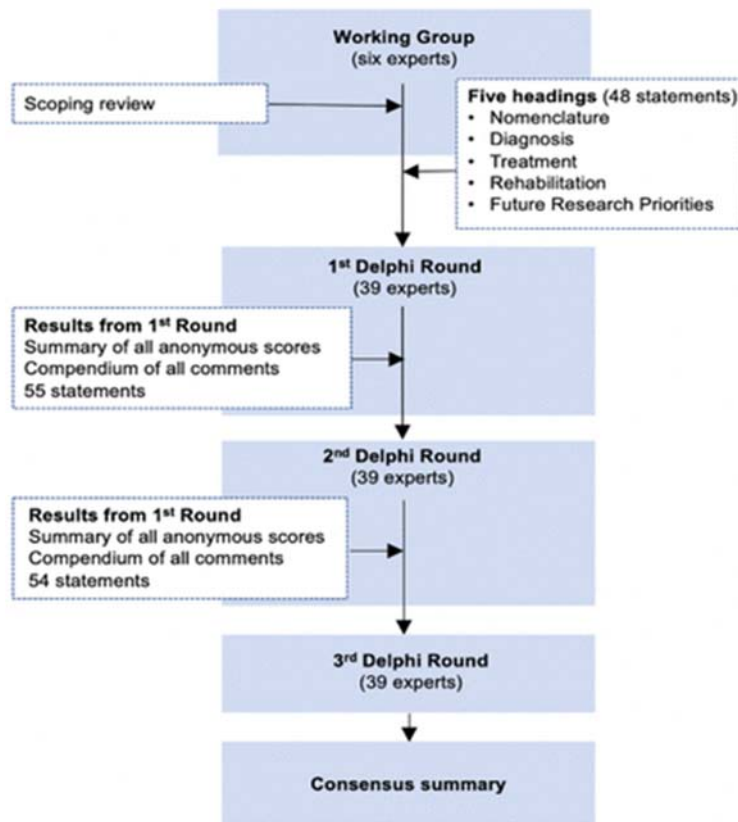 Working Group
(six experts)
Scoping review
Five headings (48 statements)
• Nomenclature
• Diagnosis
• Treatment
• Rehabilitation
• Future Research Priorities
1st Delphi Round
(39 experts)
Results from 1st Round
Summary of all anonymous scores
Compendium of all comments
55 statements
2nd Delphi Round
(39 experts)
Results from 1st Round
Summary of all anonymous scores
Compendium of all comments
54 statements
3rd Delphi Round
(39 experts)
Consensus summary